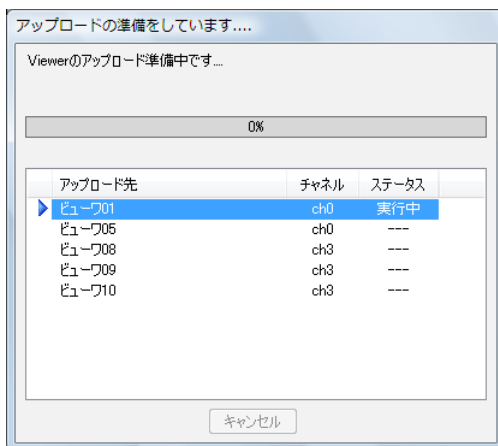 アップロードの準備をしています....
Viewerのアップロード準備中です...
0%
アップロード先 チャネル ステータス
ビューワ01 ch0 実行中
ビューワ05 ch0 ---
ビューワ08 ch3 ---
ビューワ09 ch3 ---
ビューワ10 ch3 ---
キャンセル